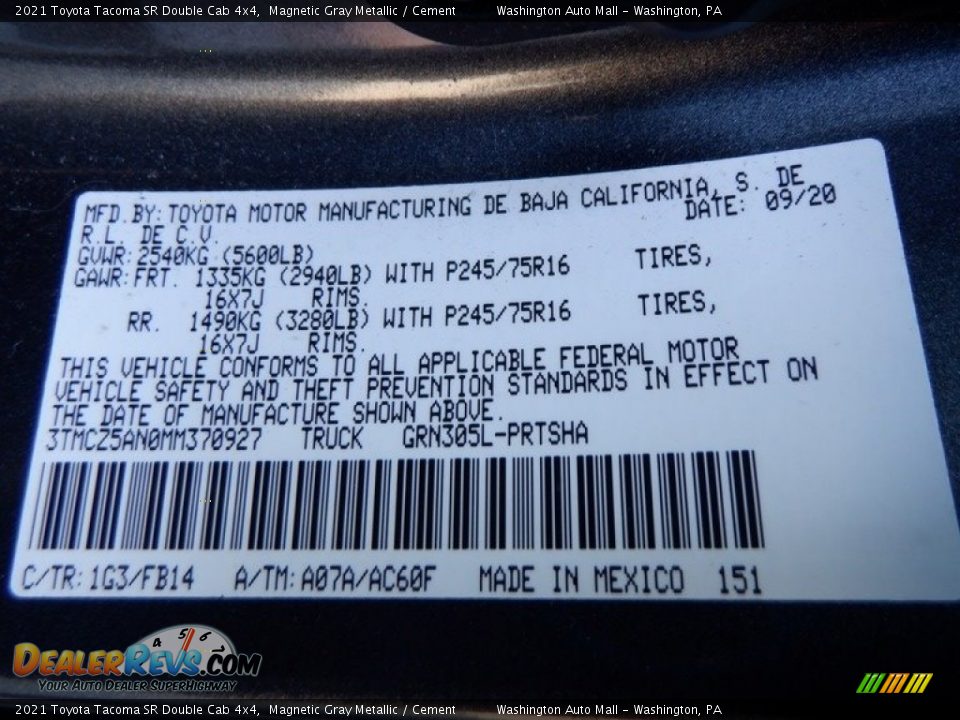 2021 Toyota Tacoma SR Double Cab 4x4, Magnetic Gray Metallic / Cement Washington Auto Mall - Washington, PA
MFD.BY:TOYOTA MOTOR MANUFACTURING DE BAJA CALIFORNIA, S. DE
R.L. DE C.V. DATE: 09/20
GVWR:2540KG (5600LB)
GAWR:FRT. 1335KG (2940LB) WITH P245/75R16 TIRES,
16X7J RIMS.
RR. 1490KG (3280LB) WITH P245/75R16 TIRES,
16X7J RIMS.
THIS VEHICLE CONFORMS TO ALL APPLICABLE FEDERAL MOTOR
VEHICLE SAFETY AND THEFT PREVENTION STANDARDS IN EFFECT ON
THE DATE OF MANUFACTURE SHOWN ABOVE.
3TMCZ5AN0MM370927 TRUCK GRN305L-PRTSHA
C/TR:1G3/FB14 A/TM:A07A/AC60F MADE IN MEXICO 151
4 5 6 7
DEALERREVS.COM
YOUR AUTO DEALER SUPERHIGHWAY
2021 Toyota Tacoma SR Double Cab 4x4, Magnetic Gray Metallic / Cement Washington Auto Mall - Washington, PA